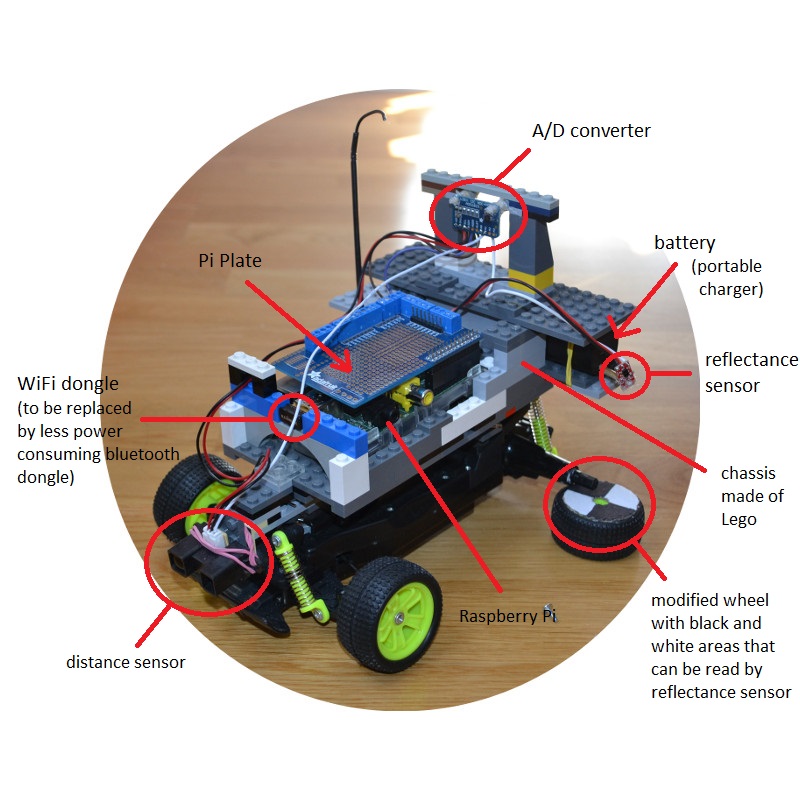 A/D converter
Pi Plate
battery
(portable
charger)
reflectance
sensor
WiFi dongle
(to be replaced
by less power
consuming bluetooth
dongle)
chassis
made of
Lego
Raspberry Pi
modified wheel
with black and
white areas that
can be read by
reflectance sensor
distance sensor